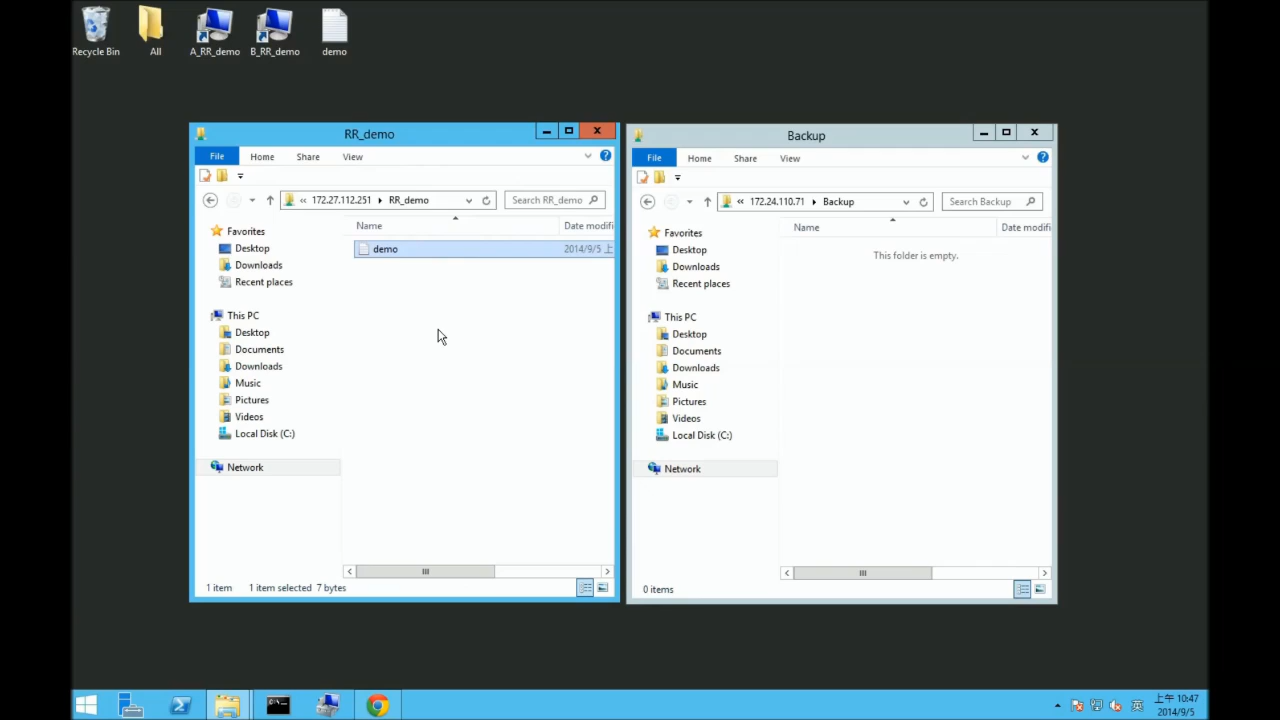 Recycle Bin
All
A_RR_demo
B_RR_demo
demo
RR_demo
File Home Share View
« 172.27.112.251 RR_demo
Search RR_demo
Favorites
Desktop
Downloads
Recent places
This PC
Desktop
Documents
Downloads
Music
Pictures
Videos
Local Disk (C:)
Network
Name Date modifi
demo 2014/9/5 上
1 item 1 item selected 7 bytes
Backup
File Home Share View
« 172.24.110.71 Backup
Search Backup
Favorites
Desktop
Downloads
Recent places
This PC
Desktop
Documents
Downloads
Music
Pictures
Videos
Local Disk (C:)
Network
Name Date modifi
This folder is empty.
0 items
英
上午 10:47
2014/9/5